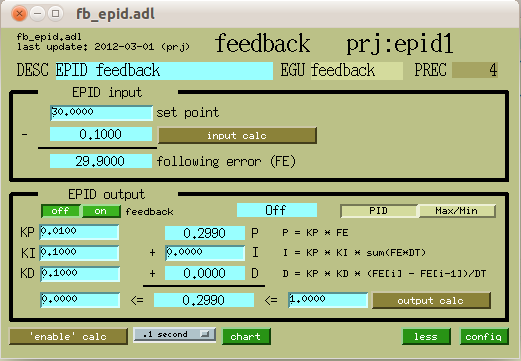 fb_epid.adl
fb_epid.adl
last update: 2012-03-01 (prj)
feedback prj:epid1
DESC EPID feedback EGU feedback PREC 4
EPID input
30.0000 set point
- 0.1000 input calc
29.9000 following error (FE)
EPID output
off on feedback Off PID Max/Min
KP 0.0100 0.2990 P P = KP * FE
KI 0.1000 + 0.0000 I I = KP * KI * sum(FE*DT)
KD 0.1000 + 0.0000 D D = KP * KD * (FE[i] - FE[i-1])/DT
0.0000 <= 0.2990 <= 1.0000 output calc
'enable' calc .1 second chart less config